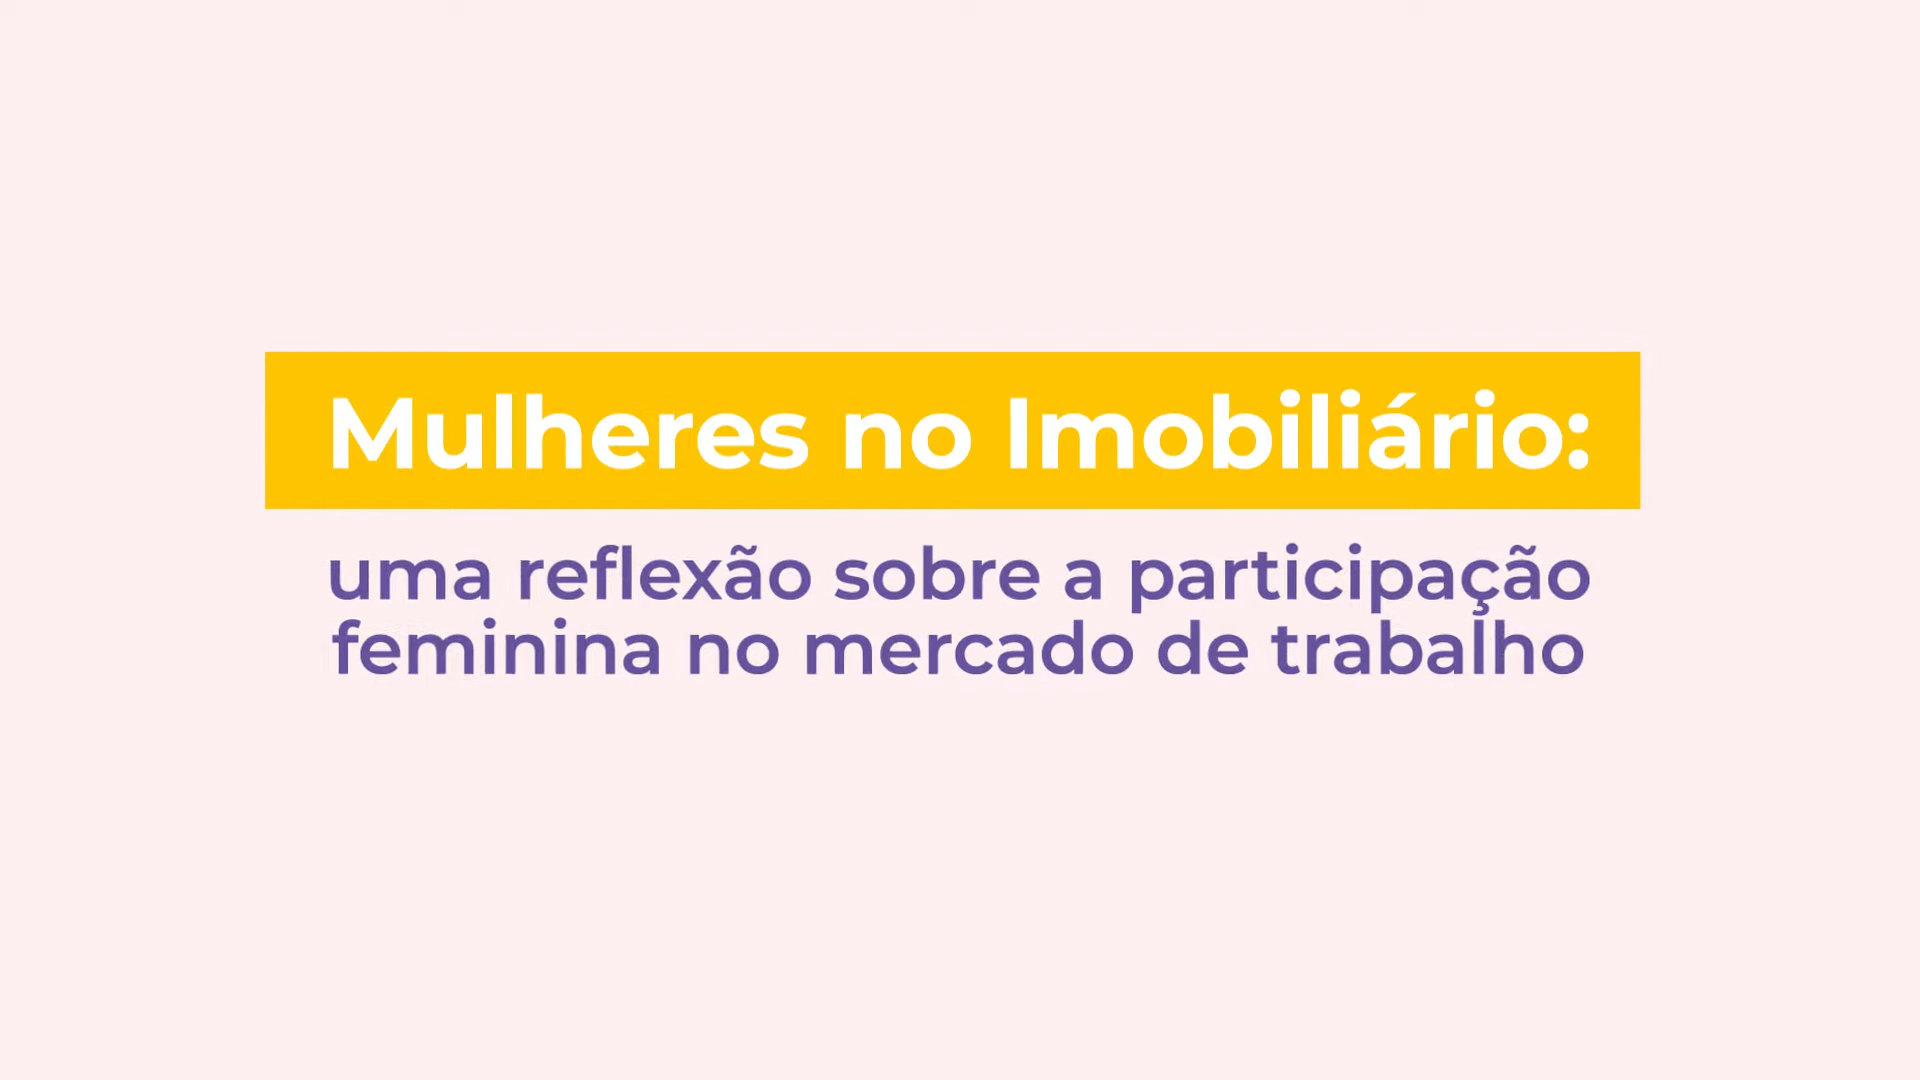 Mulheres no Imobiliário:
uma reflexão sobre a participação
feminina no mercado de trabalho